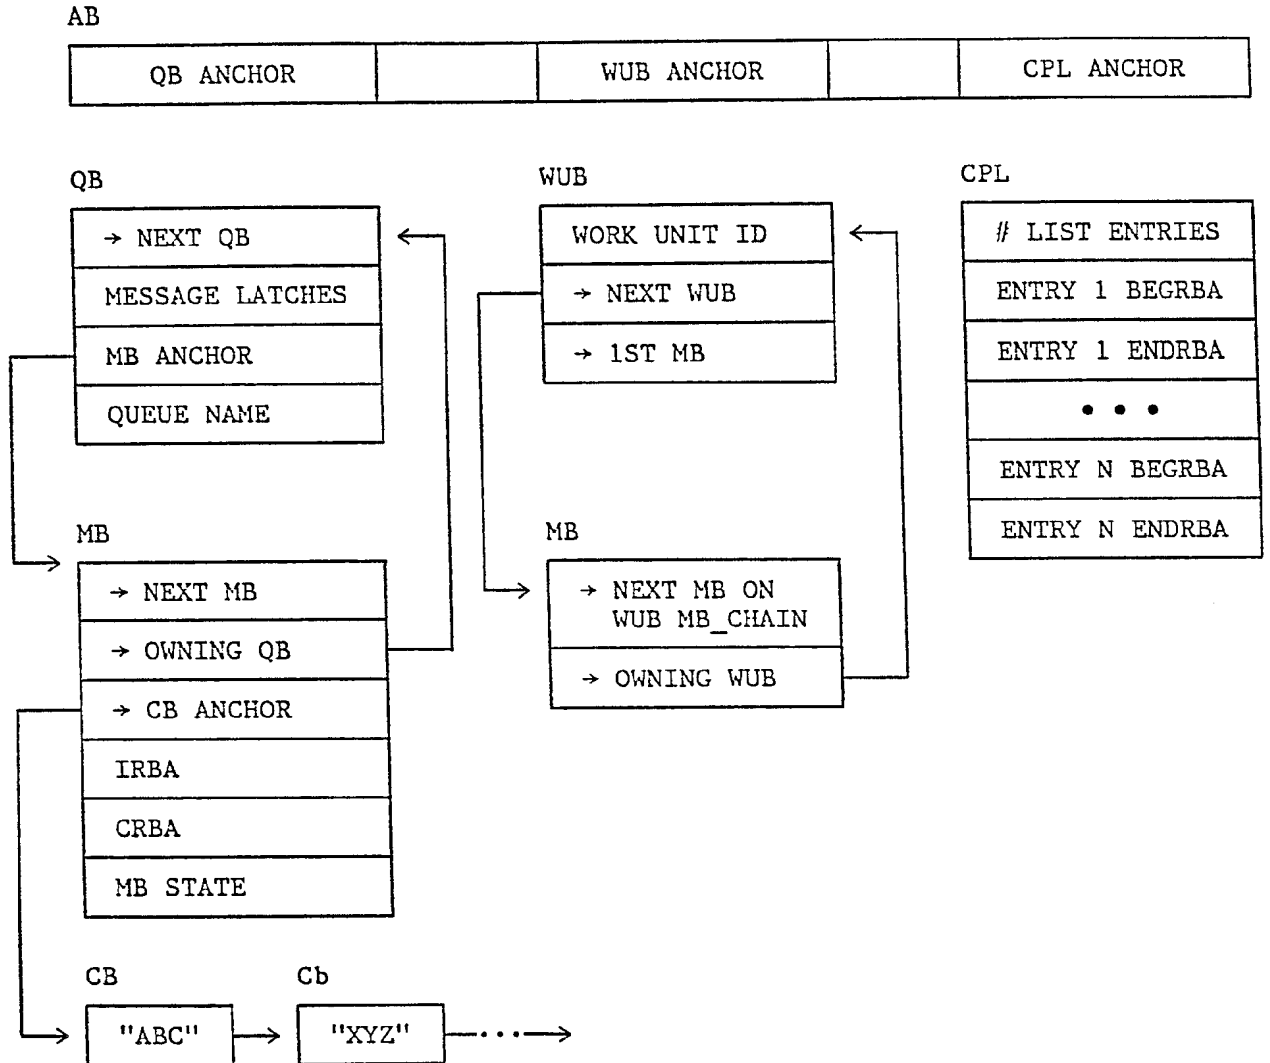 AB
QB ANCHOR
WUB ANCHOR
CPL ANCHOR
QB
→ NEXT QB
MESSAGE LATCHES
MB ANCHOR
QUEUE NAME
WUB
WORK UNIT ID
→ NEXT WUB
→ 1ST MB
CPL
# LIST ENTRIES
ENTRY 1 BEGRBA
ENTRY 1 ENDRBA
• • •
ENTRY N BEGRBA
ENTRY N ENDRBA
MB
→ NEXT MB
→ OWNING QB
→ CB ANCHOR
IRBA
CRBA
MB STATE
MB
→ NEXT MB ON
WUB MB_CHAIN
→ OWNING WUB
CB
"ABC"
Cb
"XYZ"